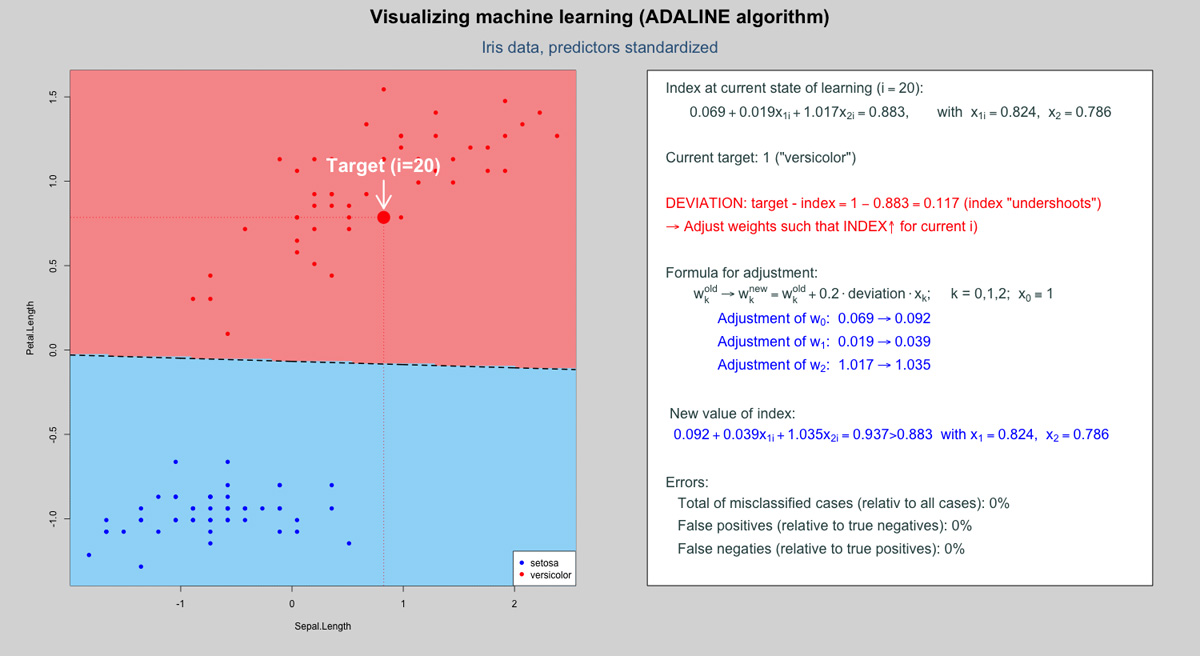 Visualizing machine learning (ADALINE algorithm)
Iris data, predictors standardized
1.5
1.0
0.5
0.0
-0.5
-1.0
Petal.Length
Target (i=20)
setosa
versicolor
-1 0 1 2
Sepal.Length
Index at current state of learning (i = 20):
0.069 + 0.019x1i + 1.017x2i = 0.883, with x1i = 0.824, x2 = 0.786
Current target: 1 ("versicolor")
DEVIATION: target - index = 1 − 0.883 = 0.117 (index "undershoots")
→ Adjust weights such that INDEX↑ for current i)
Formula for adjustment:
wk^old → wk^new = wk^old + 0.2 · deviation · xk; k = 0,1,2; x0 ≡ 1
Adjustment of w0: 0.069 → 0.092
Adjustment of w1: 0.019 → 0.039
Adjustment of w2: 1.017 → 1.035
New value of index:
0.092 + 0.039x1i + 1.035x2i = 0.937>0.883 with x1 = 0.824, x2 = 0.786
Errors:
Total of misclassified cases (relativ to all cases): 0%
False positives (relative to true negatives): 0%
False negaties (relative to true positives): 0%